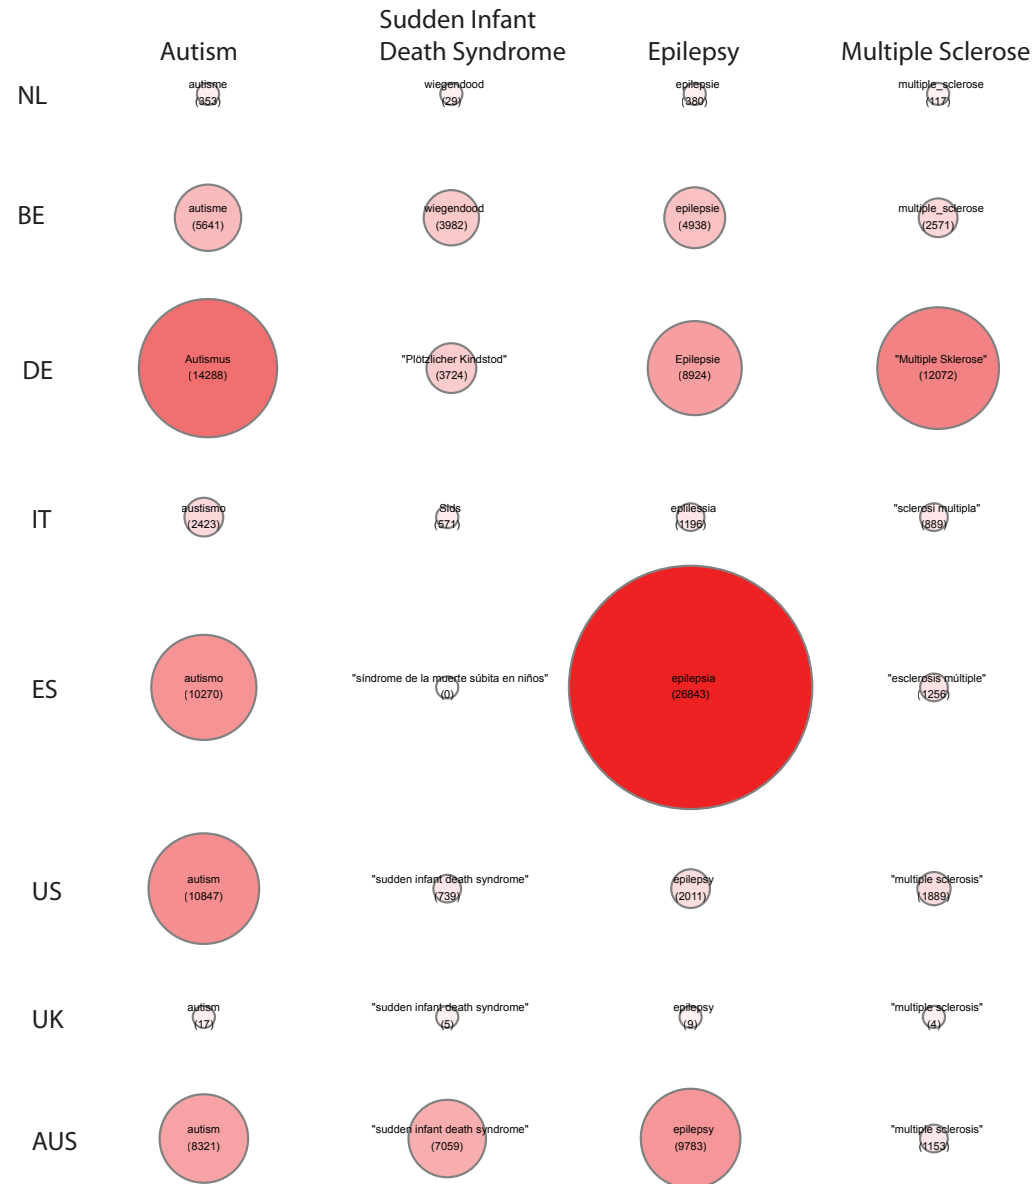 Autism
Sudden Infant
Death Syndrome
Epilepsy
Multiple Sclerose
NL
autisme
(353)
wiegendood
(29)
epilepsie
(380)
multiple_sclerose
(117)
BE
autisme
(5641)
wiegendood
(3982)
epilepsie
(4938)
multiple_sclerose
(2571)
DE
Autismus
(14288)
"Plötzlicher Kindstod"
(3724)
Epilepsie
(8924)
"Multiple Sklerose"
(12072)
IT
austismo
(2423)
Sids
(571)
epilessia
(1196)
"sclerosi multipla"
(889)
ES
autismo
(10270)
"síndrome de la muerte súbita en niños"
(0)
epilepsia
(26843)
"esclerosis múltiple"
(1256)
US
autism
(10847)
"sudden infant death syndrome"
(739)
epilepsy
(2011)
"multiple sclerosis"
(1889)
UK
autism
(17)
"sudden infant death syndrome"
(5)
epilepsy
(9)
"multiple sclerosis"
(4)
AUS
autism
(8321)
"sudden infant death syndrome"
(7059)
epilepsy
(9783)
"multiple sclerosis"
(1153)